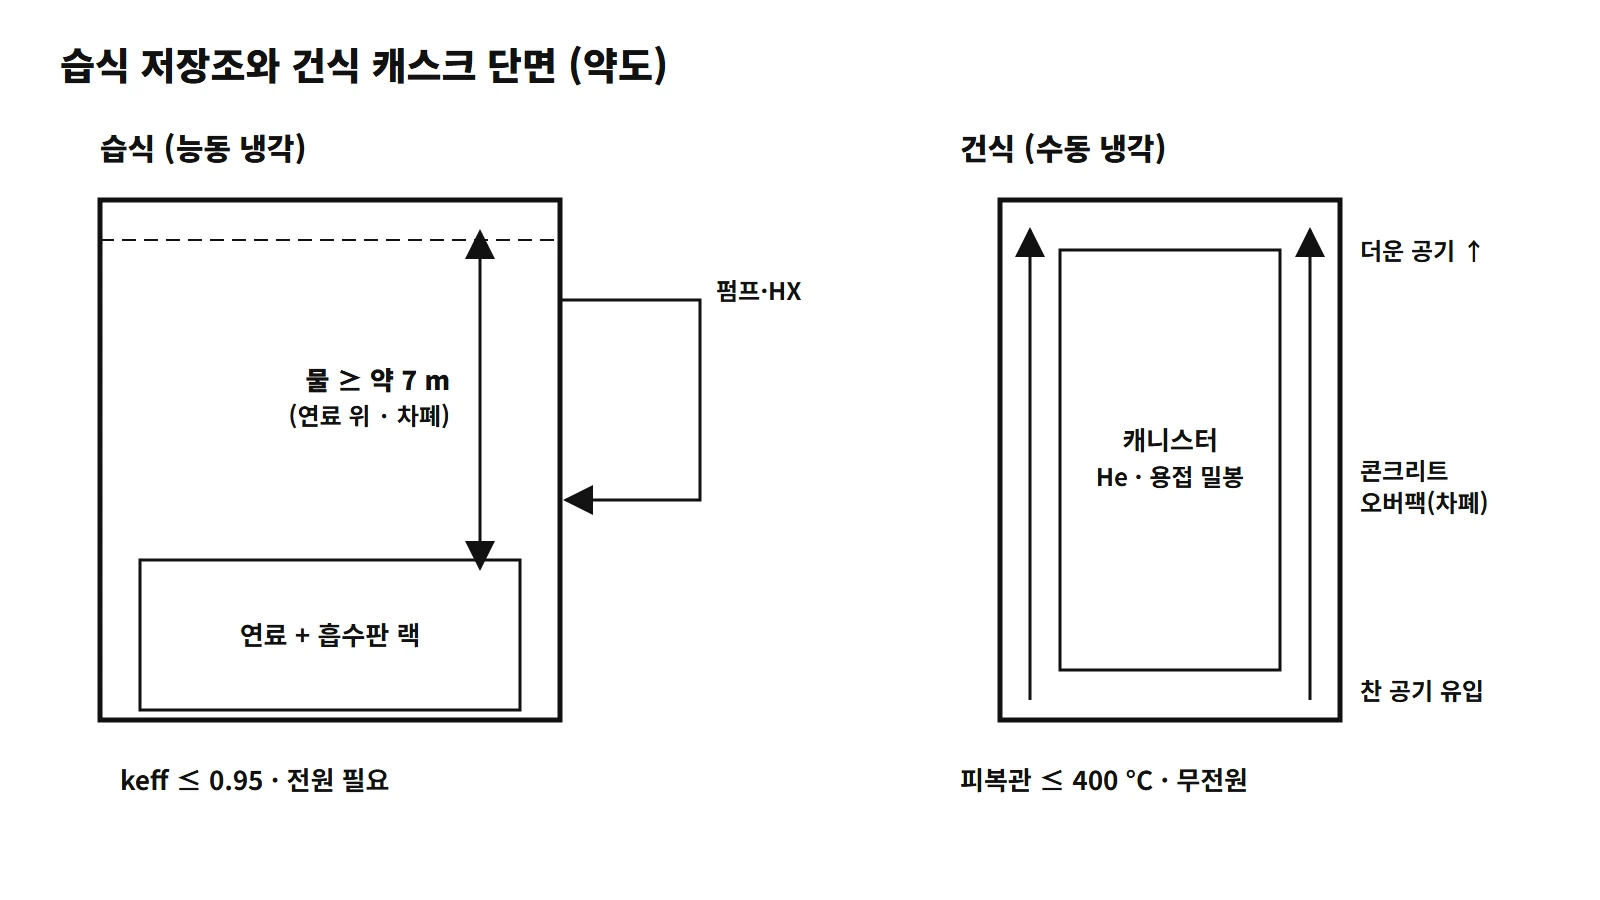 습식 저장조와 건식 캐스크 단면 (약도)
습식 (능동 냉각)
펌프·HX
물 ≥ 약 7 m
(연료 위 · 차폐)
연료 + 흡수판 랙
keff ≤ 0.95 · 전원 필요
건식 (수동 냉각)
더운 공기 ↑
캐니스터
He · 용접 밀봉
콘크리트
오버팩(차폐)
찬 공기 유입
피복관 ≤ 400 °C · 무전원